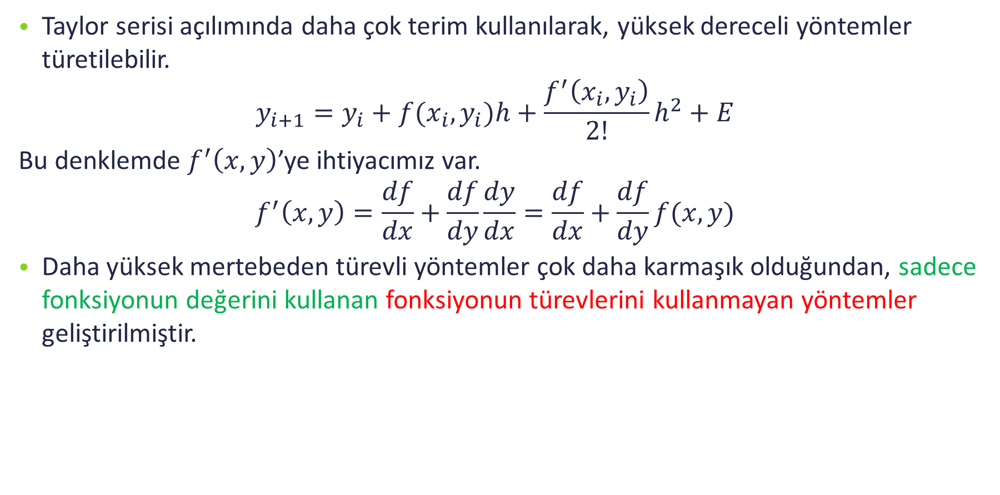 • Taylor serisi açılımında daha çok terim kullanılarak, yüksek dereceli yöntemler
türetilebilir.
$y_{i+1} = y_i + f(x_i, y_i)h + \frac{f'(x_i, y_i)}{2!}h^2 + E$
Bu denklemde $f'(x, y)$’ye ihtiyacımız var.
$f'(x, y) = \frac{df}{dx} + \frac{df}{dy}\frac{dy}{dx} = \frac{df}{dx} + \frac{df}{dy}f(x, y)$
• Daha yüksek mertebeden türevli yöntemler çok daha karmaşık olduğundan, sadece
fonksiyonun değerini kullanan fonksiyonun türevlerini kullanmayan yöntemler
geliştirilmiştir.